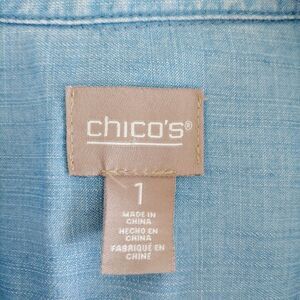 chico's®
1
MADE IN
CHINA
HECHO EN
CHINA
FABRIQUÉ EN
CHINE